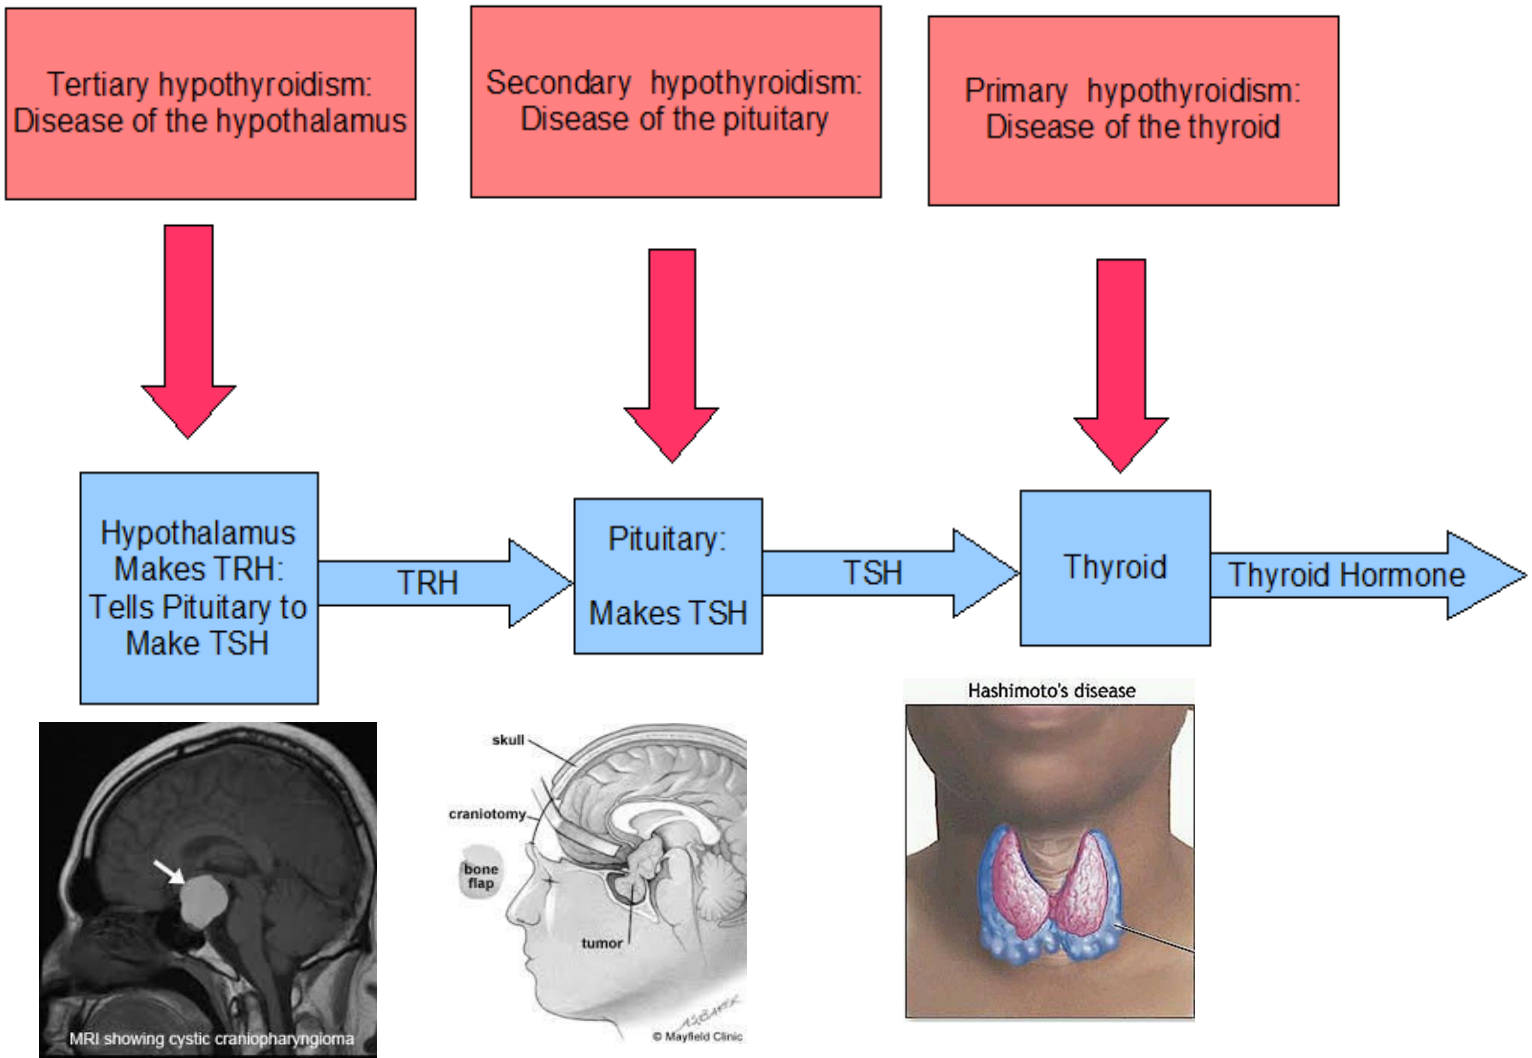 Tertiary hypothyroidism:
Disease of the hypothalamus
Secondary hypothyroidism:
Disease of the pituitary
Primary hypothyroidism:
Disease of the thyroid
Hypothalamus
Makes TRH:
Tells Pituitary to
Make TSH
TRH
Pituitary:
Makes TSH
TSH
Thyroid
Thyroid Hormone
MRI showing cystic craniopharyngioma
skull
craniotomy
bone
flap
tumor
© Mayfield Clinic
Hashimoto's disease